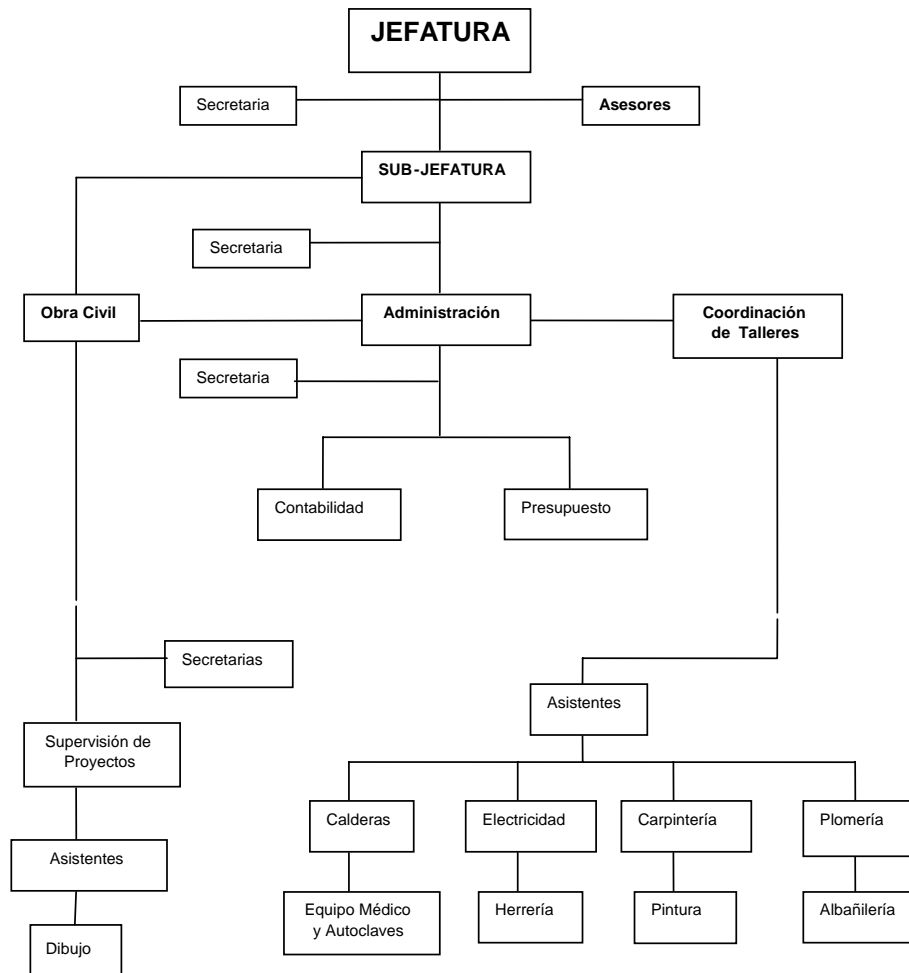 JEFATURA
Secretaria
Asesores
SUB-JEFATURA
Secretaria
Obra Civil
Administración
Coordinación
de Talleres
Secretaria
Contabilidad
Presupuesto
Secretarias
Asistentes
Supervisión de
Proyectos
Calderas
Electricidad
Carpintería
Plomería
Asistentes
Equipo Médico
y Autoclaves
Herrería
Pintura
Albañilería
Dibujo